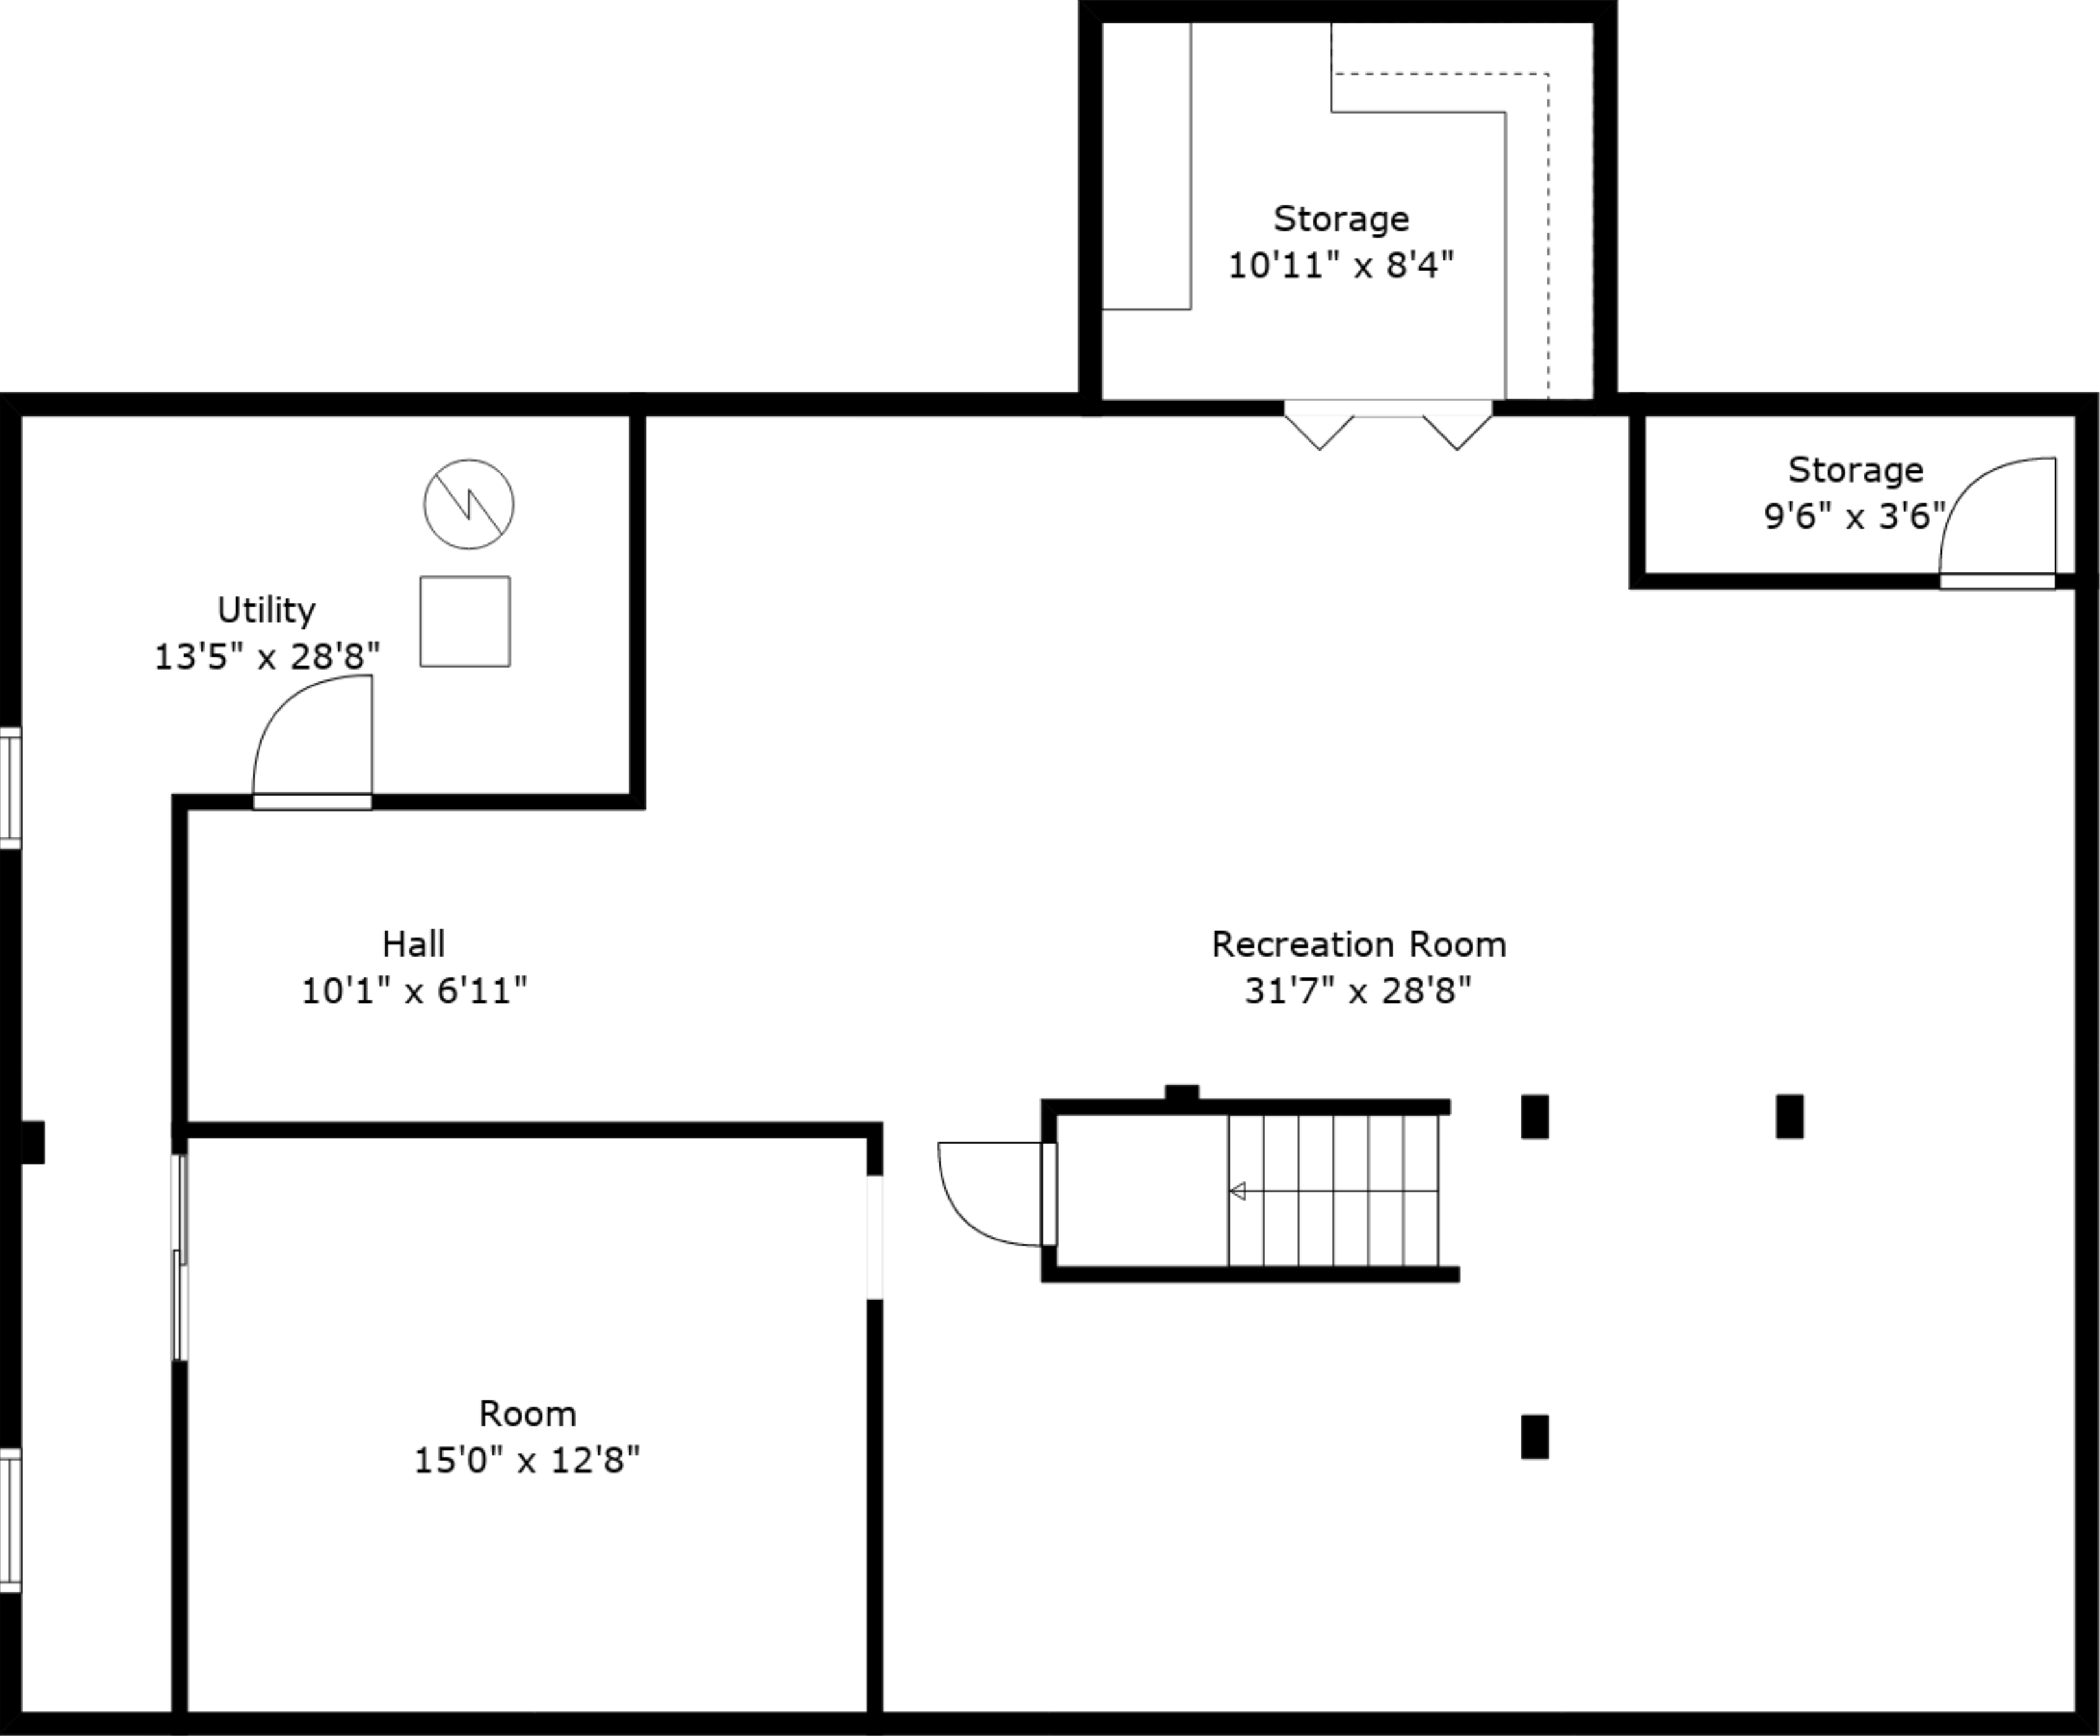 Storage
10'11" x 8'4"
Storage
9'6" x 3'6"
Utility
13'5" x 28'8"
Hall
10'1" x 6'11"
Recreation Room
31'7" x 28'8"
Room
15'0" x 12'8"